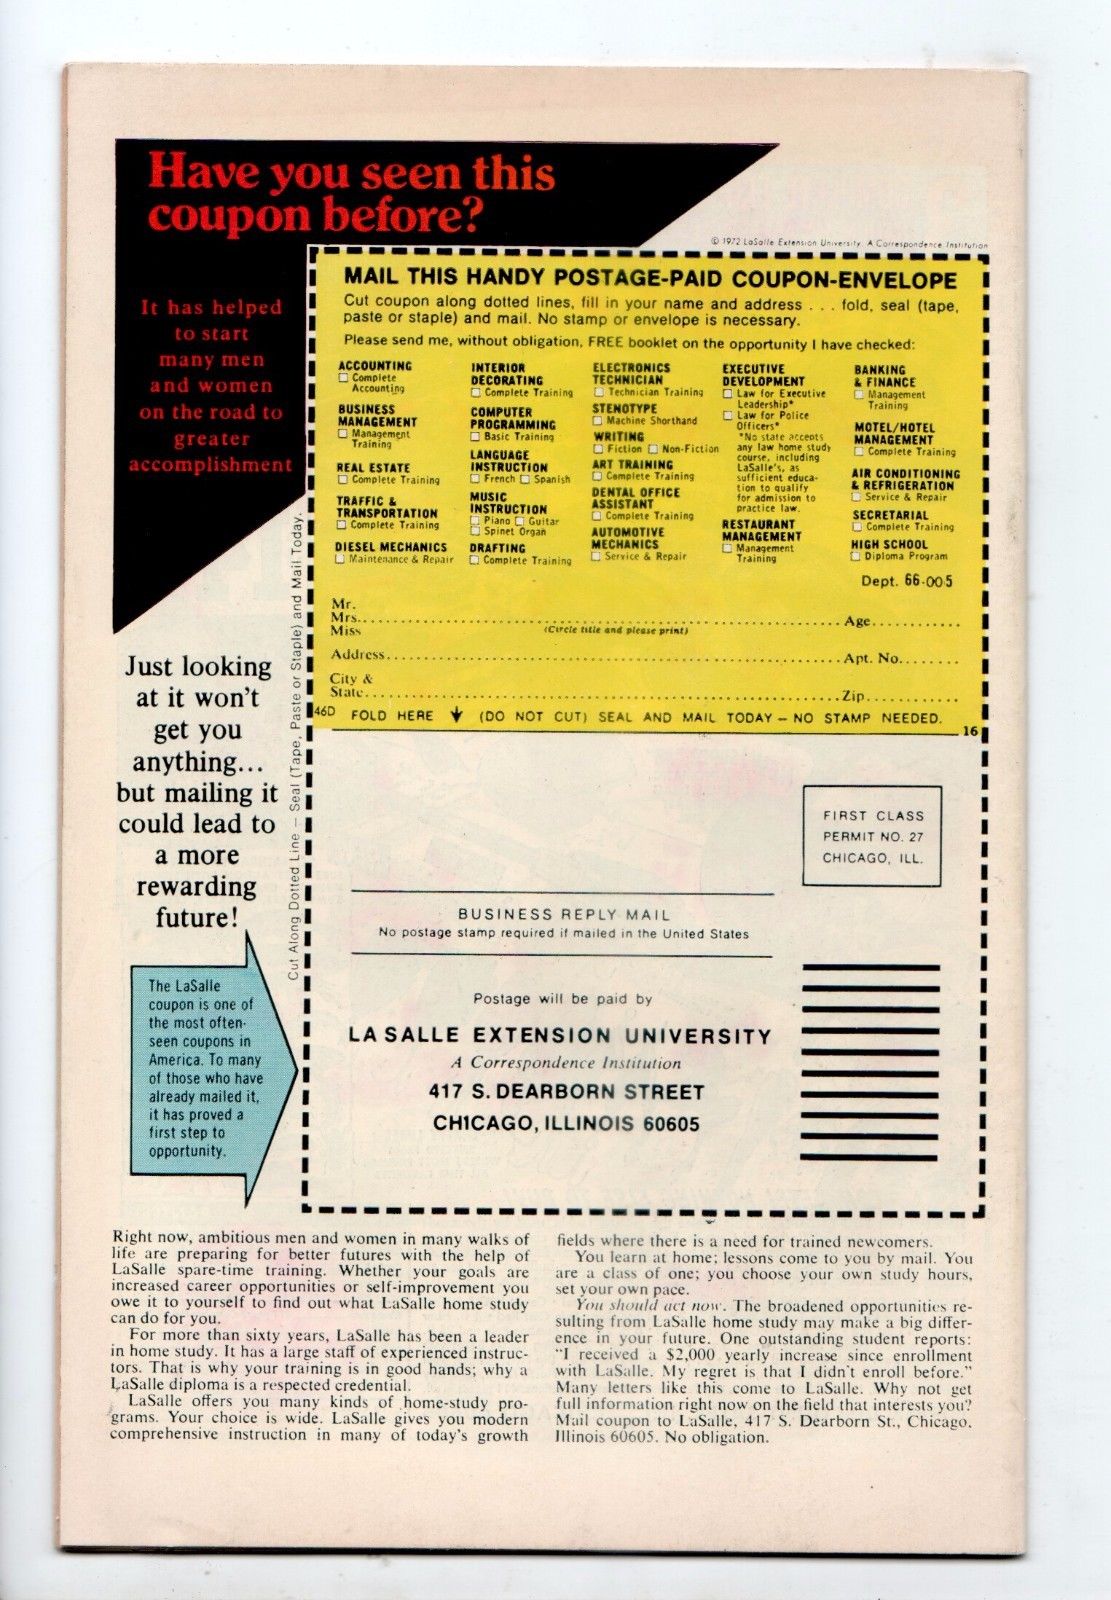 Have you seen this
coupon before?
It has helped
to start
many men
and women
on the road to
greater
accomplishment
© 1972 LaSalle Extension University. A Correspondence Institution
MAIL THIS HANDY POSTAGE-PAID COUPON-ENVELOPE
Cut coupon along dotted lines, fill in your name and address . . . fold, seal (tape,
paste or staple) and mail. No stamp or envelope is necessary.
Please send me, without obligation, FREE booklet on the opportunity I have checked:
ACCOUNTING
☐ Complete
Accounting
BUSINESS
MANAGEMENT
☐ Management
Training
REAL ESTATE
☐ Complete Training
TRAFFIC &
TRANSPORTATION
☐ Complete Training
DIESEL MECHANICS
☐ Maintenance & Repair
INTERIOR
DECORATING
☐ Complete Training
COMPUTER
PROGRAMMING
☐ Basic Training
LANGUAGE
INSTRUCTION
☐ French ☐ Spanish
MUSIC
INSTRUCTION
☐ Piano ☐ Guitar
☐ Spinet Organ
DRAFTING
☐ Complete Training
ELECTRONICS
TECHNICIAN
☐ Technician Training
STENOTYPE
☐ Machine Shorthand
WRITING
☐ Fiction ☐ Non-Fiction
ART TRAINING
☐ Complete Training
DENTAL OFFICE
ASSISTANT
☐ Complete Training
AUTOMOTIVE
MECHANICS
☐ Service & Repair
EXECUTIVE
DEVELOPMENT
☐ Law for Executive
Leadership*
☐ Law for Police
Officers*
*No state accepts
any law home study
course, including
LaSalle's, as
sufficient educa-
tion to qualify
for admission to
practice law.
RESTAURANT
MANAGEMENT
☐ Management
Training
BANKING
& FINANCE
☐ Management
Training
MOTEL/HOTEL
MANAGEMENT
☐ Complete Training
AIR CONDITIONING
& REFRIGERATION
☐ Service & Repair
SECRETARIAL
☐ Complete Training
HIGH SCHOOL
☐ Diploma Program
Dept. 66-005
Mr.
Mrs. Age
Miss (Circle title and please print)
Address Apt. No.
City &
State Zip
46D FOLD HERE (DO NOT CUT) SEAL AND MAIL TODAY – NO STAMP NEEDED.
16
Cut Along Dotted Line – Seal (Tape, Paste or Staple) and Mail Today.
Just looking
at it won't
get you
anything...
but mailing it
could lead to
a more
rewarding
future!
The LaSalle
coupon is one of
the most often-
seen coupons in
America. To many
of those who have
already mailed it,
it has proved a
first step to
opportunity.
FIRST CLASS
PERMIT NO. 27
CHICAGO, ILL.
BUSINESS REPLY MAIL
No postage stamp required if mailed in the United States
Postage will be paid by
LA SALLE EXTENSION UNIVERSITY
A Correspondence Institution
417 S. DEARBORN STREET
CHICAGO, ILLINOIS 60605
Right now, ambitious men and women in many walks of
life are preparing for better futures with the help of
LaSalle spare-time training. Whether your goals are
increased career opportunities or self-improvement you
owe it to yourself to find out what LaSalle home study
can do for you.
For more than sixty years, LaSalle has been a leader
in home study. It has a large staff of experienced instruc-
tors. That is why your training is in good hands; why a
LaSalle diploma is a respected credential.
LaSalle offers you many kinds of home-study pro-
grams. Your choice is wide. LaSalle gives you modern
comprehensive instruction in many of today's growth
fields where there is a need for trained newcomers.
You learn at home; lessons come to you by mail. You
are a class of one; you choose your own study hours,
set your own pace.
You should act now. The broadened opportunities re-
sulting from LaSalle home study may make a big differ-
ence in your future. One outstanding student reports:
"I received a $2,000 yearly increase since enrollment
with LaSalle. My regret is that I didn't enroll before."
Many letters like this come to LaSalle. Why not get
full information right now on the field that interests you?
Mail coupon to LaSalle, 417 S. Dearborn St., Chicago,
Illinois 60605. No obligation.